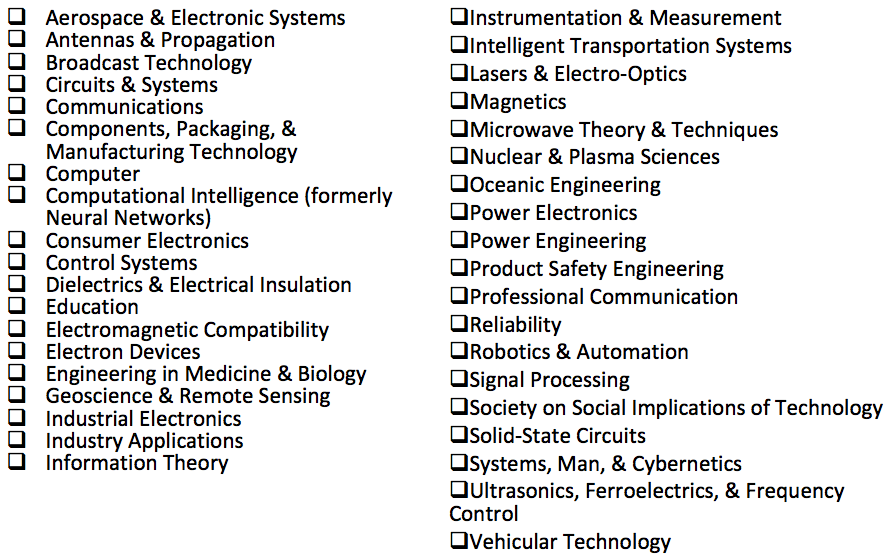 ❑ Aerospace & Electronic Systems
❑ Antennas & Propagation
❑ Broadcast Technology
❑ Circuits & Systems
❑ Communications
❑ Components, Packaging, &
Manufacturing Technology
❑ Computer
❑ Computational Intelligence (formerly
Neural Networks)
❑ Consumer Electronics
❑ Control Systems
❑ Dielectrics & Electrical Insulation
❑ Education
❑ Electromagnetic Compatibility
❑ Electron Devices
❑ Engineering in Medicine & Biology
❑ Geoscience & Remote Sensing
❑ Industrial Electronics
❑ Industry Applications
❑ Information Theory
❑Instrumentation & Measurement
❑Intelligent Transportation Systems
❑Lasers & Electro-Optics
❑Magnetics
❑Microwave Theory & Techniques
❑Nuclear & Plasma Sciences
❑Oceanic Engineering
❑Power Electronics
❑Power Engineering
❑Product Safety Engineering
❑Professional Communication
❑Reliability
❑Robotics & Automation
❑Signal Processing
❑Society on Social Implications of Technology
❑Solid-State Circuits
❑Systems, Man, & Cybernetics
❑Ultrasonics, Ferroelectrics, & Frequency
Control
❑Vehicular Technology